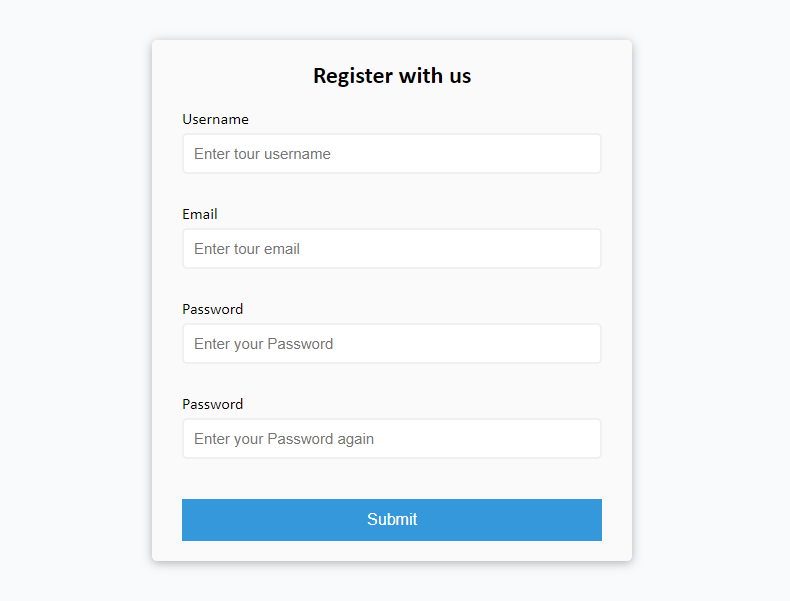 Register with us
Username
Enter tour username
Email
Enter tour email
Password
Enter your Password
Password
Enter your Password again
Submit